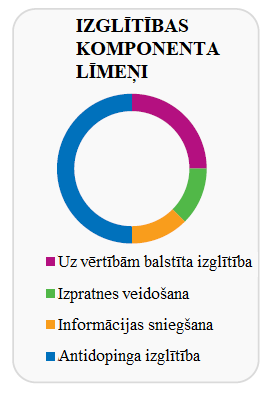 IZGLĪTĪBAS
KOMPONENTA
LĪMEŅI
Uz vērtībām balstīta izglītība
Izpratnes veidošana
Informācijas sniegšana
Antidopinga izglītība